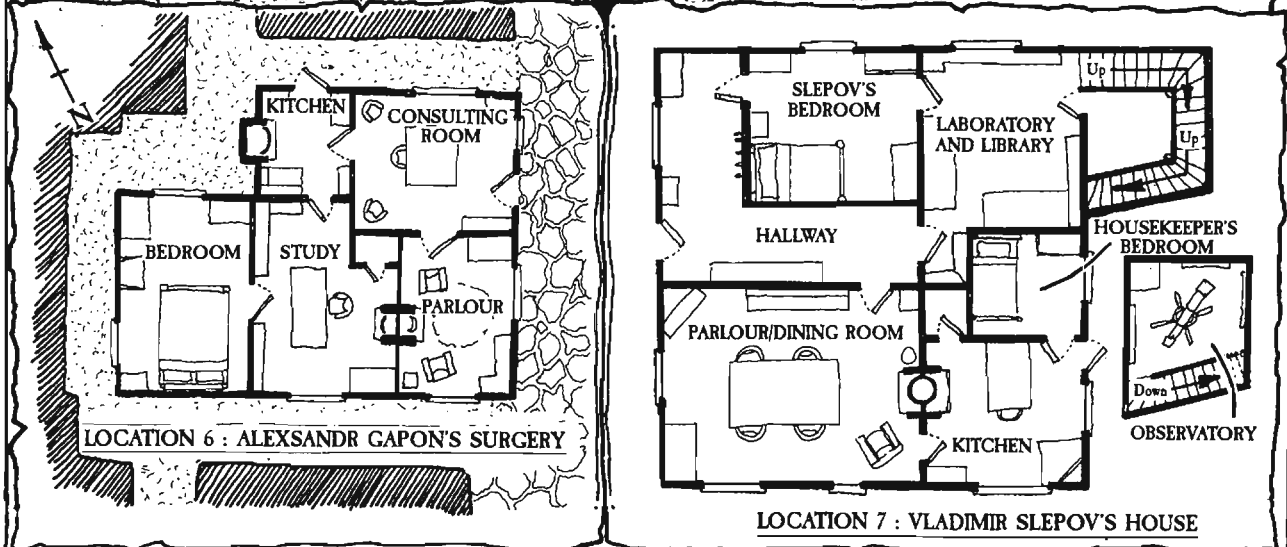 N
KITCHEN
CONSULTING
ROOM
BEDROOM
STUDY
PARLOUR
LOCATION 6 : ALEXSANDR GAPON'S SURGERY
SLEPOV'S
BEDROOM
LABORATORY
AND LIBRARY
Up
Up
HALLWAY
HOUSEKEEPER'S
BEDROOM
PARLOUR/DINING ROOM
KITCHEN
Down
OBSERVATORY
LOCATION 7 : VLADIMIR SLEPOV'S HOUSE